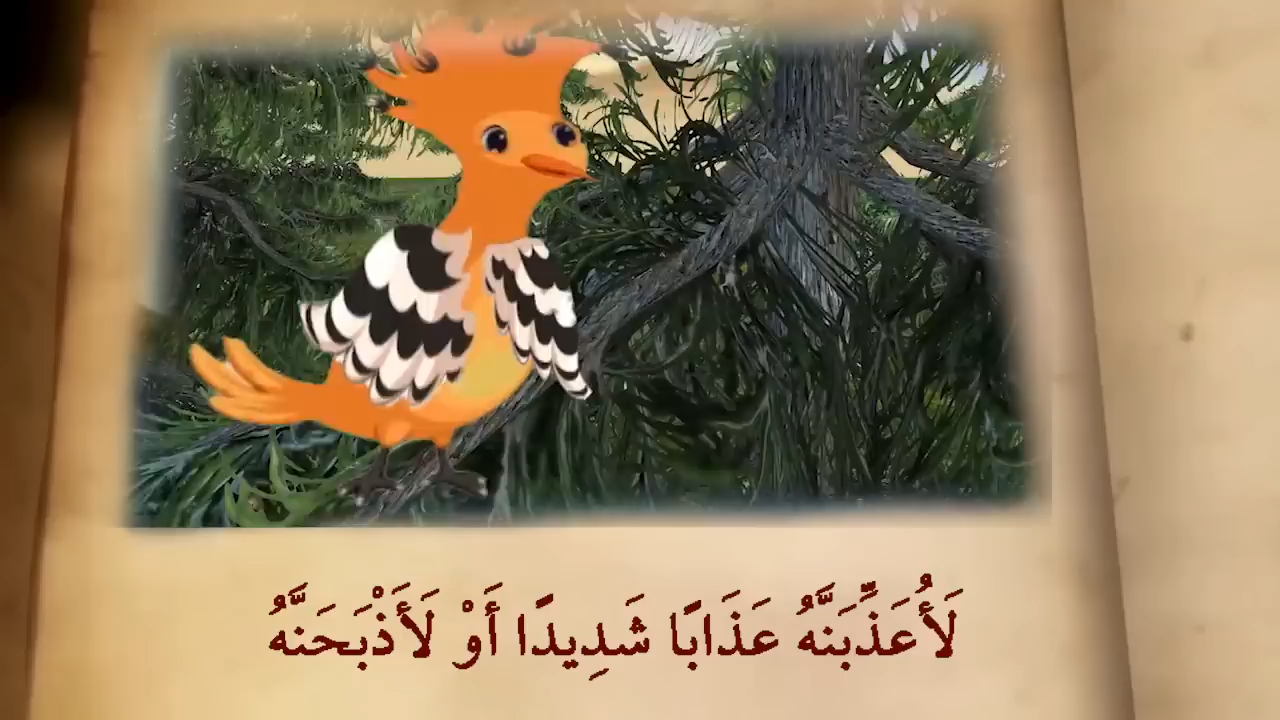 لَأُعَذِّبَنَّهُ عَذَابًا شَدِيدًا أَوْ لَأَذْبَحَنَّهُ